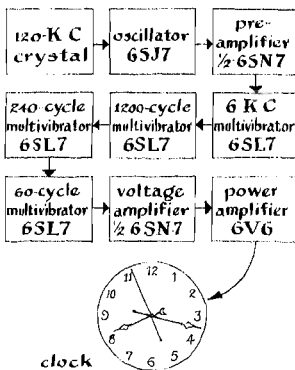 120-KC
crystal
oscillator
6SJ7
pre-
amplifier
½-6SN7
6 KC
multivibrator
6SL7
1200-cycle
multivibrator
6SL7
240-cycle
multivibrator
6SL7
60-cycle
multivibrator
6SL7
voltage
amplifier
½ 6SN7
power
amplifier
6V6
12
1
2
3
4
5
6
7
8
9
10
11
clock